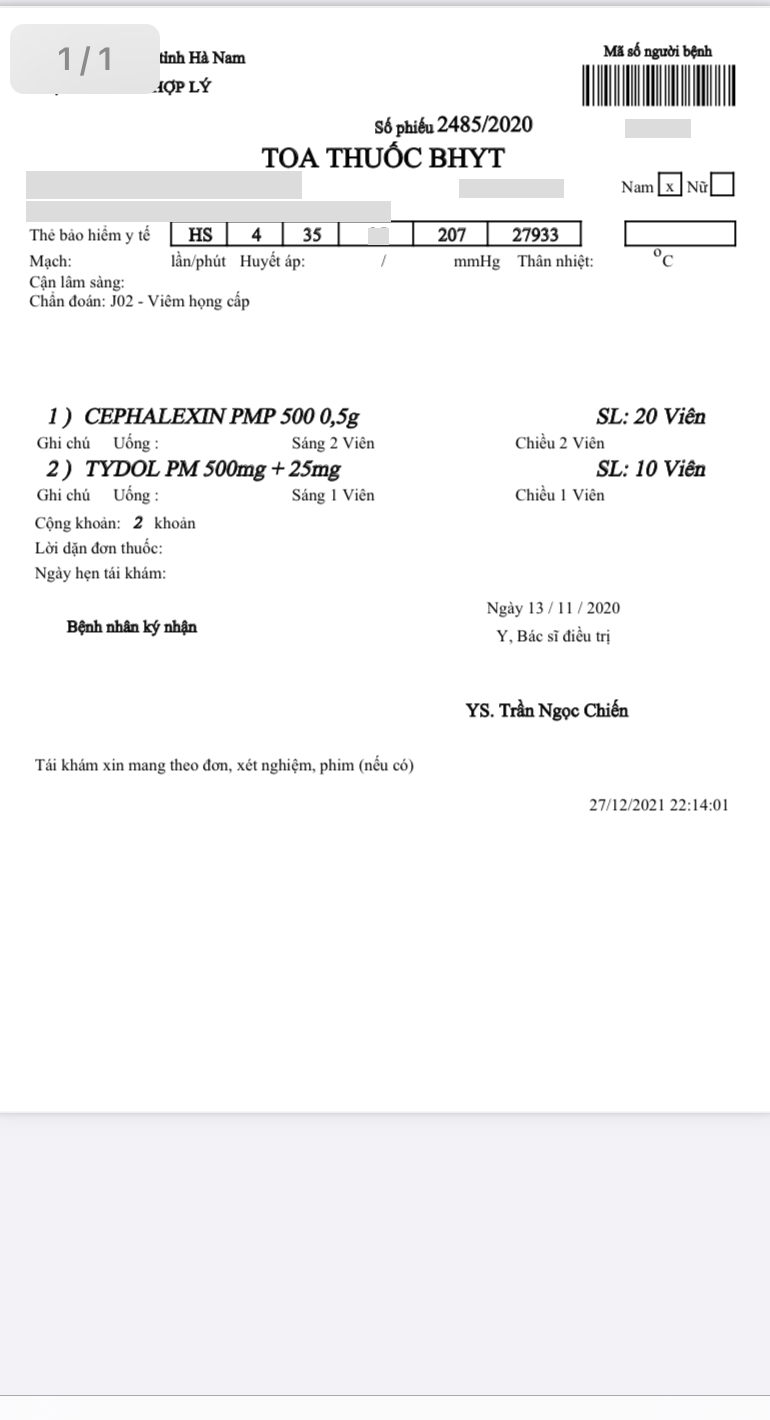 1/1
tỉnh Hà Nam
HỢP LÝ
Mã số người bệnh
Số phiếu 2485/2020
TOA THUỐC BHYT
Nam x Nữ
Thẻ bảo hiểm y tế HS 4 35 207 27933
Mạch: lần/phút Huyết áp: / mmHg Thân nhiệt: °C
Cận lâm sàng:
Chẩn đoán: J02 - Viêm họng cấp
1 ) CEPHALEXIN PMP 500 0,5g SL: 20 Viên
Ghi chú Uống : Sáng 2 Viên Chiều 2 Viên
2 ) TYDOL PM 500mg + 25mg SL: 10 Viên
Ghi chú Uống : Sáng 1 Viên Chiều 1 Viên
Cộng khoản: 2 khoản
Lời dặn đơn thuốc:
Ngày hẹn tái khám:
Ngày 13 / 11 / 2020
Bệnh nhân ký nhận
Y, Bác sĩ điều trị
YS. Trần Ngọc Chiến
Tái khám xin mang theo đơn, xét nghiệm, phim (nếu có)
27/12/2021 22:14:01